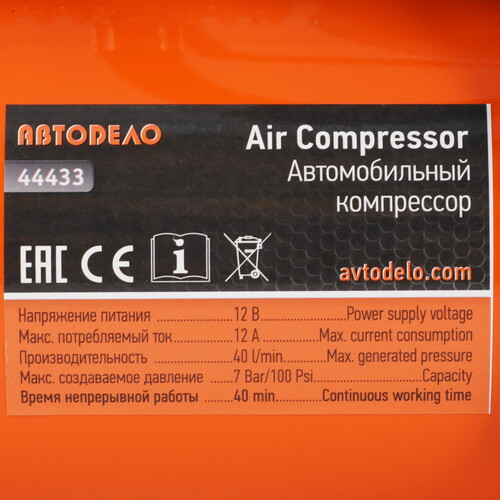 АВТОDЕЛО
44433
Air Compressor
Автомобильный
компрессор
EAC CE i
avtodelo.com
Напряжение питания.......12 В.......Power supply voltage
Макс. потребляемый ток.......12 А.......Max. current consumption
Производительность.......40 l/min.......Max. generated pressure
Макс. создаваемое давление.......7 Bar/100 Psi.......Capacity
Время непрерывной работы.......40 min.......Continuous working time